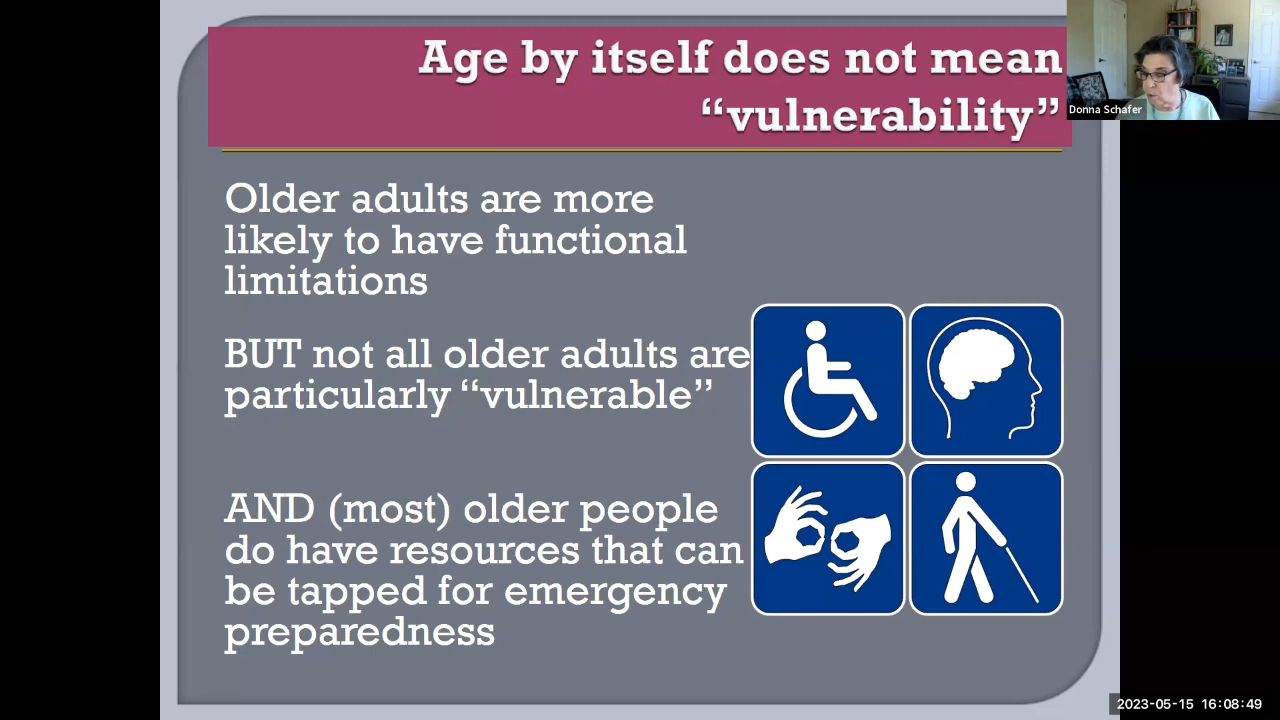 Age by itself does not mean
“vulnerability”
Donna Schafer
Older adults are more
likely to have functional
limitations
BUT not all older adults are
particularly “vulnerable”
AND (most) older people
do have resources that can
be tapped for emergency
preparedness
2023-05-15 16:08:49